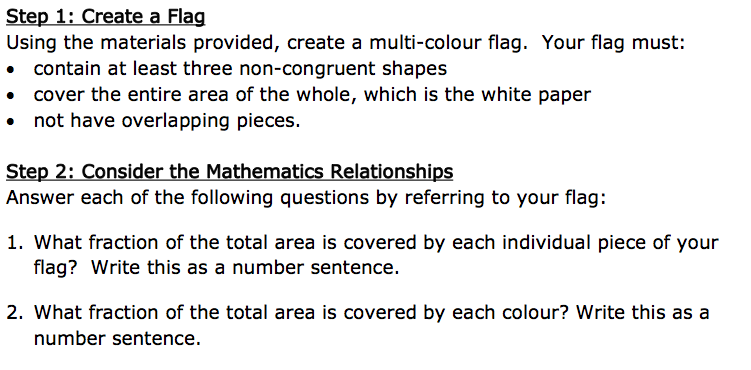 Step 1: Create a Flag
Using the materials provided, create a multi-colour flag.  Your flag must:
• contain at least three non-congruent shapes
• cover the entire area of the whole, which is the white paper
• not have overlapping pieces.
Step 2: Consider the Mathematics Relationships
Answer each of the following questions by referring to your flag:
1. What fraction of the total area is covered by each individual piece of your
flag?  Write this as a number sentence.
2. What fraction of the total area is covered by each colour? Write this as a
number sentence.